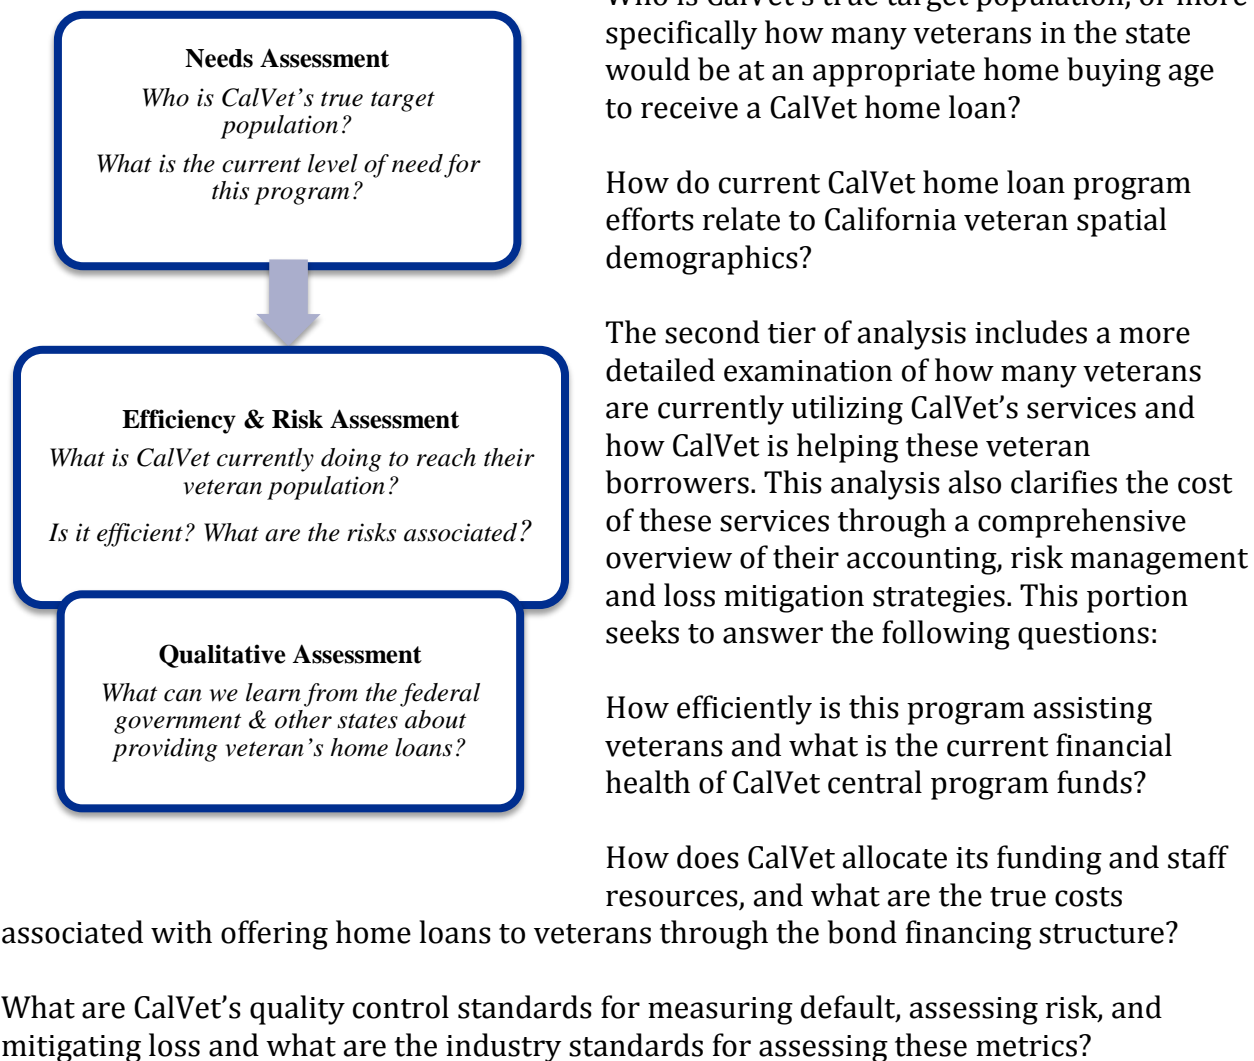 Needs Assessment
Who is CalVet’s true target
population?
What is the current level of need for
this program?
Efficiency & Risk Assessment
What is CalVet currently doing to reach their
veteran population?
Is it efficient? What are the risks associated?
Qualitative Assessment
What can we learn from the federal
government & other states about
providing veteran’s home loans?
Who is CalVet’s true target population, or more
specifically how many veterans in the state
would be at an appropriate home buying age
to receive a CalVet home loan?
How do current CalVet home loan program
efforts relate to California veteran spatial
demographics?
The second tier of analysis includes a more
detailed examination of how many veterans
are currently utilizing CalVet’s services and
how CalVet is helping these veteran
borrowers. This analysis also clarifies the cost
of these services through a comprehensive
overview of their accounting, risk management
and loss mitigation strategies. This portion
seeks to answer the following questions:
How efficiently is this program assisting
veterans and what is the current financial
health of CalVet central program funds?
How does CalVet allocate its funding and staff
resources, and what are the true costs
associated with offering home loans to veterans through the bond financing structure?
What are CalVet’s quality control standards for measuring default, assessing risk, and
mitigating loss and what are the industry standards for assessing these metrics?